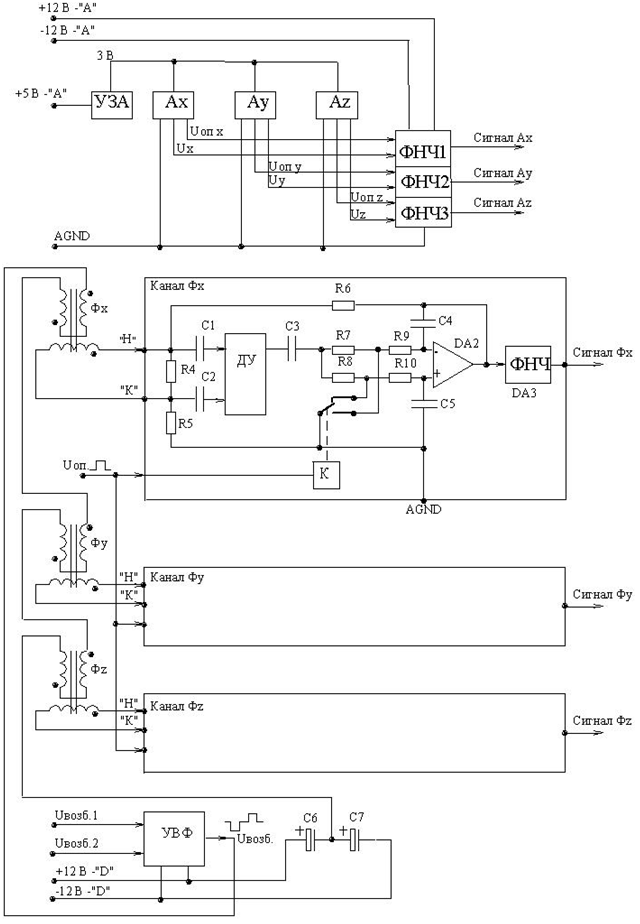 +12 В -"А"
-12 В -"А"
3 В
+5 В -"А"
УЗА
Ax
Ay
Az
Uоп x
Ux
Uоп y
Uy
Uоп z
Uz
ФНЧ1
ФНЧ2
ФНЧ3
Сигнал Ax
Сигнал Ay
Сигнал Az
AGND
Фx
Канал Фx
"Н"
"К"
C1
C2
R4
R5
ДУ
C3
R6
R7
R8
R9
R10
C4
C5
DA2
-
+
ФНЧ
DA3
Сигнал Фx
К
Uоп.
AGND
Фy
"Н"
"К"
Канал Фy
Сигнал Фy
Фz
"Н"
"К"
Канал Фz
Сигнал Фz
Uвозб.1
Uвозб.2
УВФ
Uвозб.
C6
C7
+
+
+12 В -"D"
-12 В -"D"